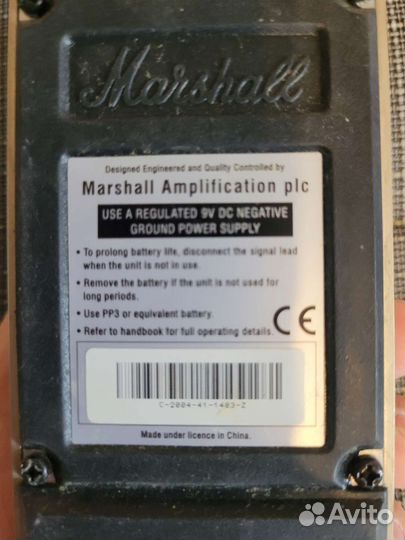 Marshall
Designed Engineered and Quality Controlled by
Marshall Amplification plc
USE A REGULATED 9V DC NEGATIVE
GROUND POWER SUPPLY
• To prolong battery life, disconnect the signal lead
when the unit is not in use.
• Remove the battery if the unit is not used for
long periods.
• Use PP3 or equivalent battery.
• Refer to handbook for full operating details.
CE
C-2004-41-1483-Z
Made under licence in China.
Avito